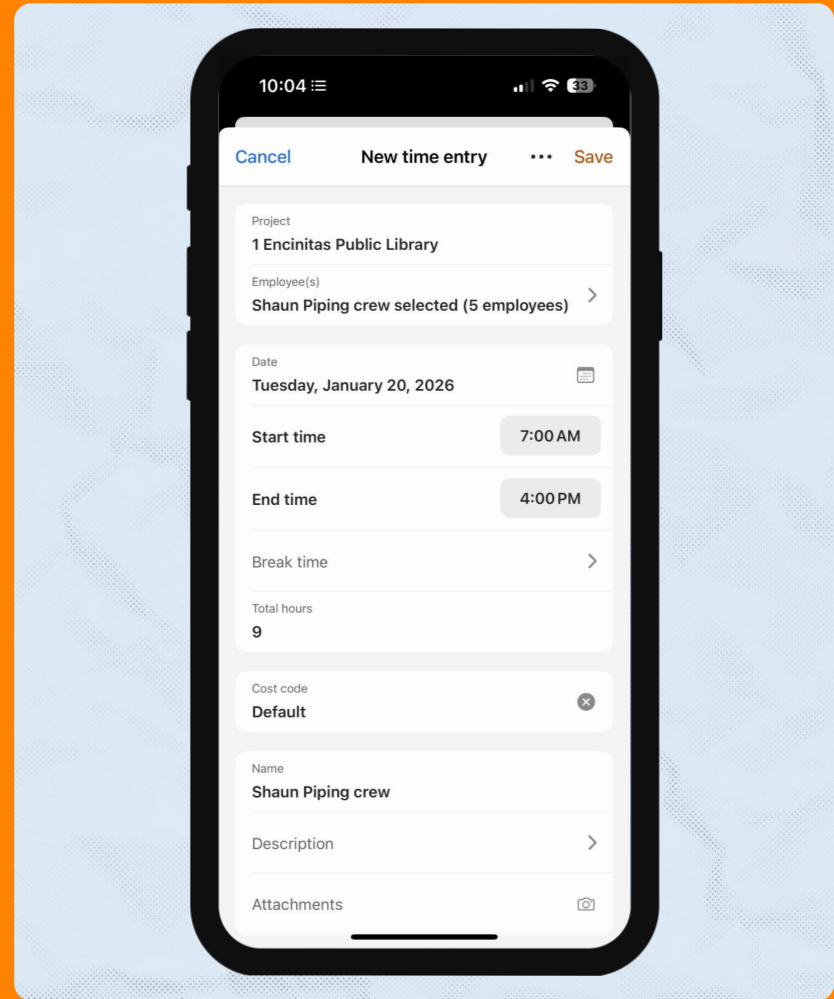 10:04
33
Cancel New time entry ••• Save
Project
1 Encinitas Public Library
Employee(s)
Shaun Piping crew selected (5 employees)
Date
Tuesday, January 20, 2026
Start time 7:00 AM
End time 4:00 PM
Break time
Total hours
9
Cost code
Default
Name
Shaun Piping crew
Description
Attachments